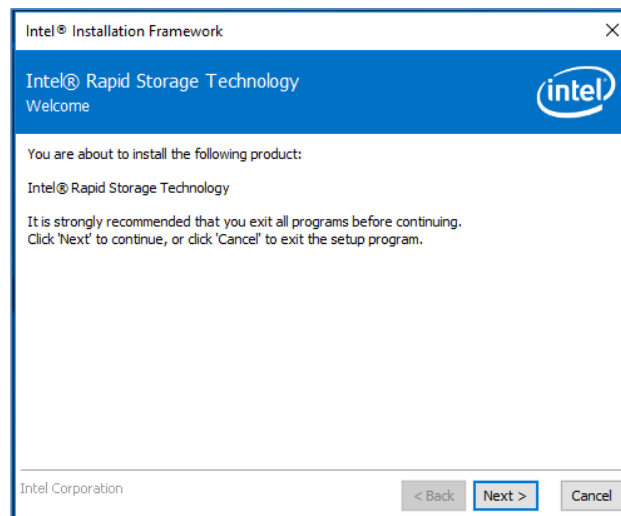 Intel® Installation Framework
Intel® Rapid Storage Technology
Welcome
intel
You are about to install the following product:
Intel® Rapid Storage Technology
It is strongly recommended that you exit all programs before continuing.
Click 'Next' to continue, or click 'Cancel' to exit the setup program.
Intel Corporation
< Back Next > Cancel